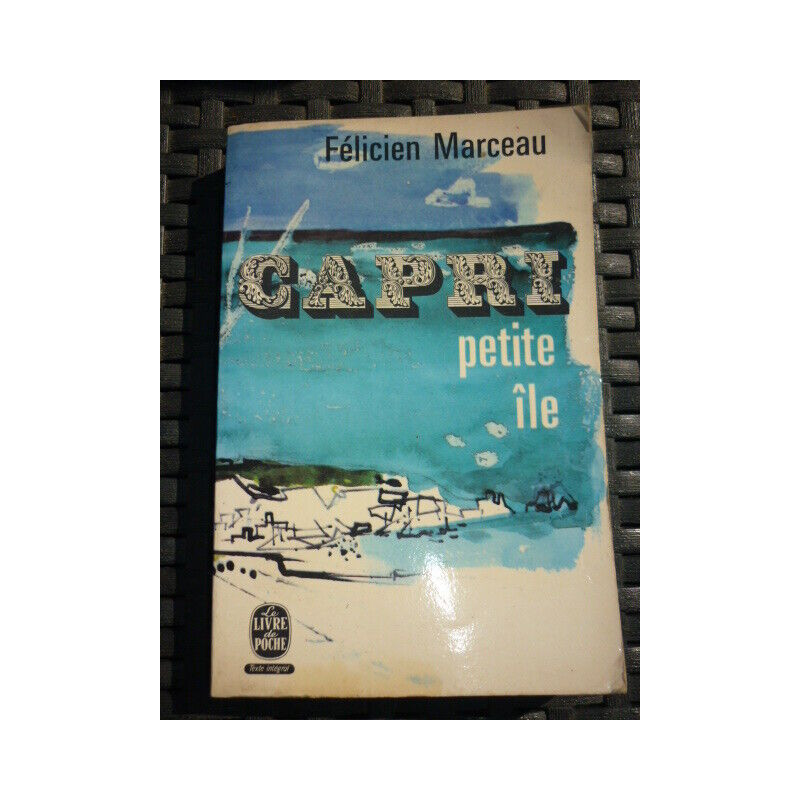 Félicien Marceau
CAPRI
petite
île
Le
LIVRE
de
POCHE
Texte intégral